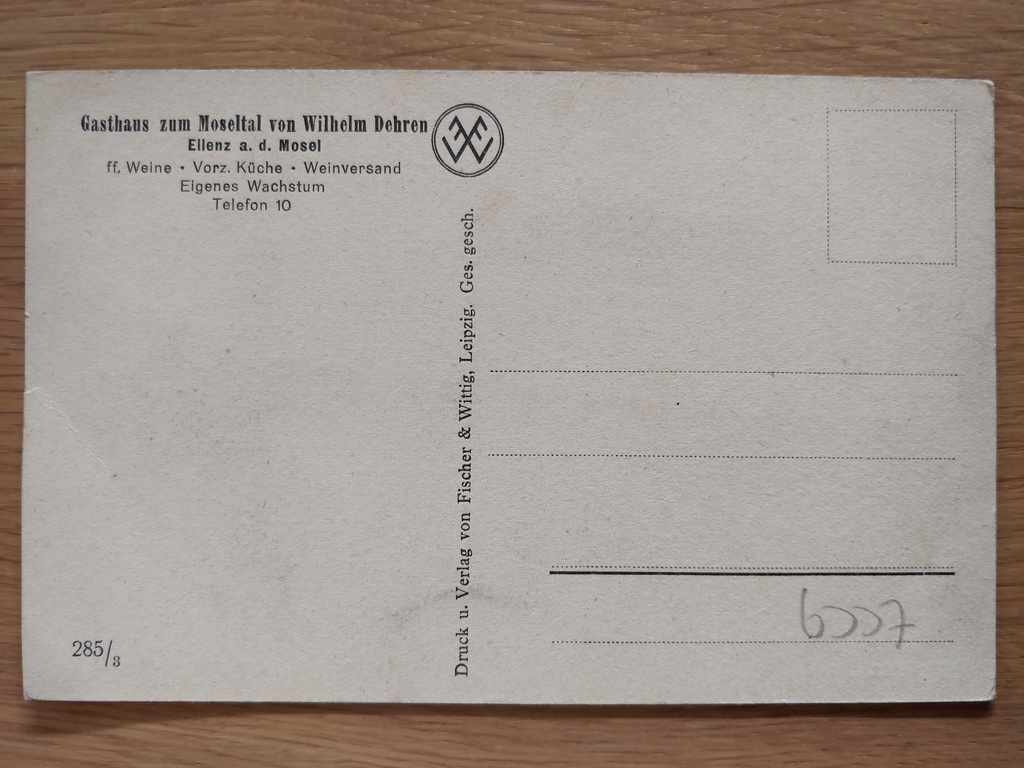 Gasthaus zum Moseltal von Wilhelm Dehren
Ellenz a. d. Mosel
ff. Weine • Vorz. Küche • Weinversand
Eigenes Wachstum
Telefon 10
Druck u. Verlag von Fischer & Wittig, Leipzig. Ges. gesch.
285/3